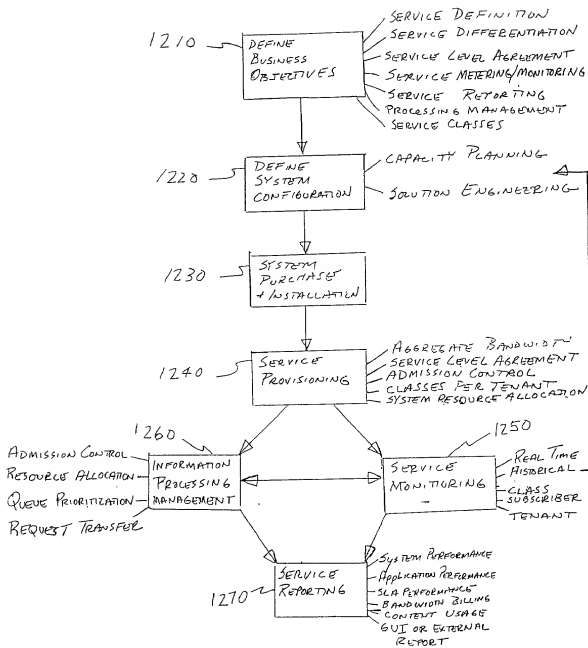 1210
DEFINE
BUSINESS
OBJECTIVES
SERVICE DEFINITION
SERVICE DIFFERENTIATION
SERVICE LEVEL AGREEMENT
SERVICE METERING/MONITORING
SERVICE REPORTING
PROCESSING MANAGEMENT
SERVICE CLASSES
1220
DEFINE
SYSTEM
CONFIGURATION
CAPACITY PLANNING
SOLUTION ENGINEERING
1230
SYSTEM
PURCHASE
+ INSTALLATION
1240
SERVICE
PROVISIONING
AGGREGATE BANDWIDTH
SERVICE LEVEL AGREEMENT
ADMISSION CONTROL
CLASSES PER TENANT
SYSTEM RESOURCE ALLOCATION
1260
INFORMATION
PROCESSING
MANAGEMENT
ADMISSION CONTROL
RESOURCE ALLOCATION
QUEUE PRIORITIZATION
REQUEST TRANSFER
1250
SERVICE
MONITORING
REAL TIME
HISTORICAL
CLASS
SUBSCRIBER
TENANT
1270
SERVICE
REPORTING
SYSTEM PERFORMANCE
APPLICATION PERFORMANCE
SLA PERFORMANCE
BANDWIDTH BILLING
CONTENT USAGE
GUI OR EXTERNAL
REPORT